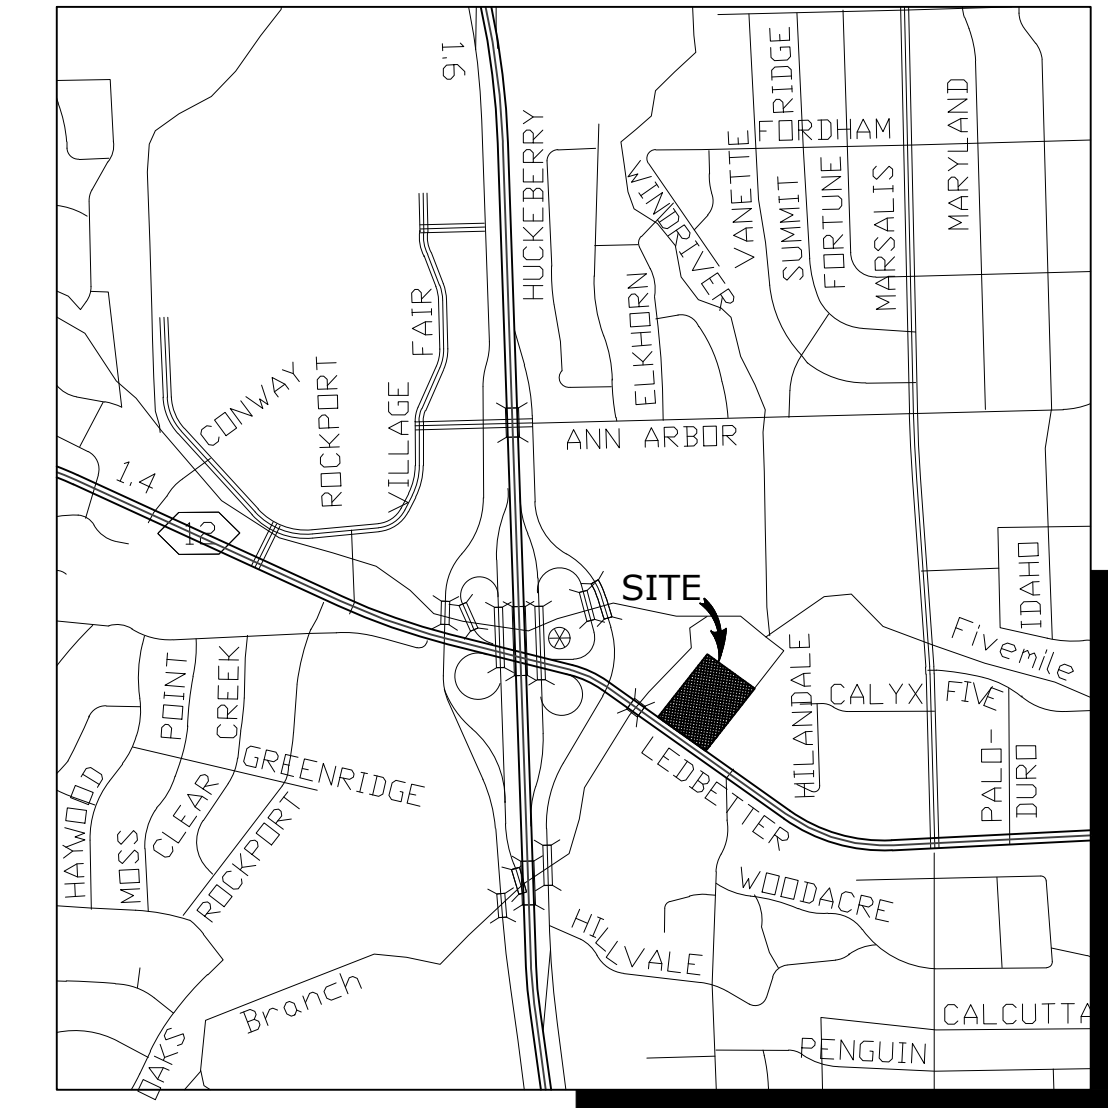 1.6
RIDGE
FORDHAM
MARYLAND
HUCKEBERRY
WINDRIVER
VANETTE
SUMMIT
FORTUNE
MARSALIS
ELKHORN
FAIR
VILLAGE
ROCKPORT
CONWAY
ANN ARBOR
1.4
12
SITE
IDAHO
Fivemile
HILANDALE
CALYX
FIVE
PALO-
DURO
POINT
CREEK
GREENRIDGE
LEDBETTER
HAYWOOD
MOSS
CLEAR
ROCKPORT
WOODACRE
HILLVALE
Branch
CALCUTTA
PENGUIN
OAKS